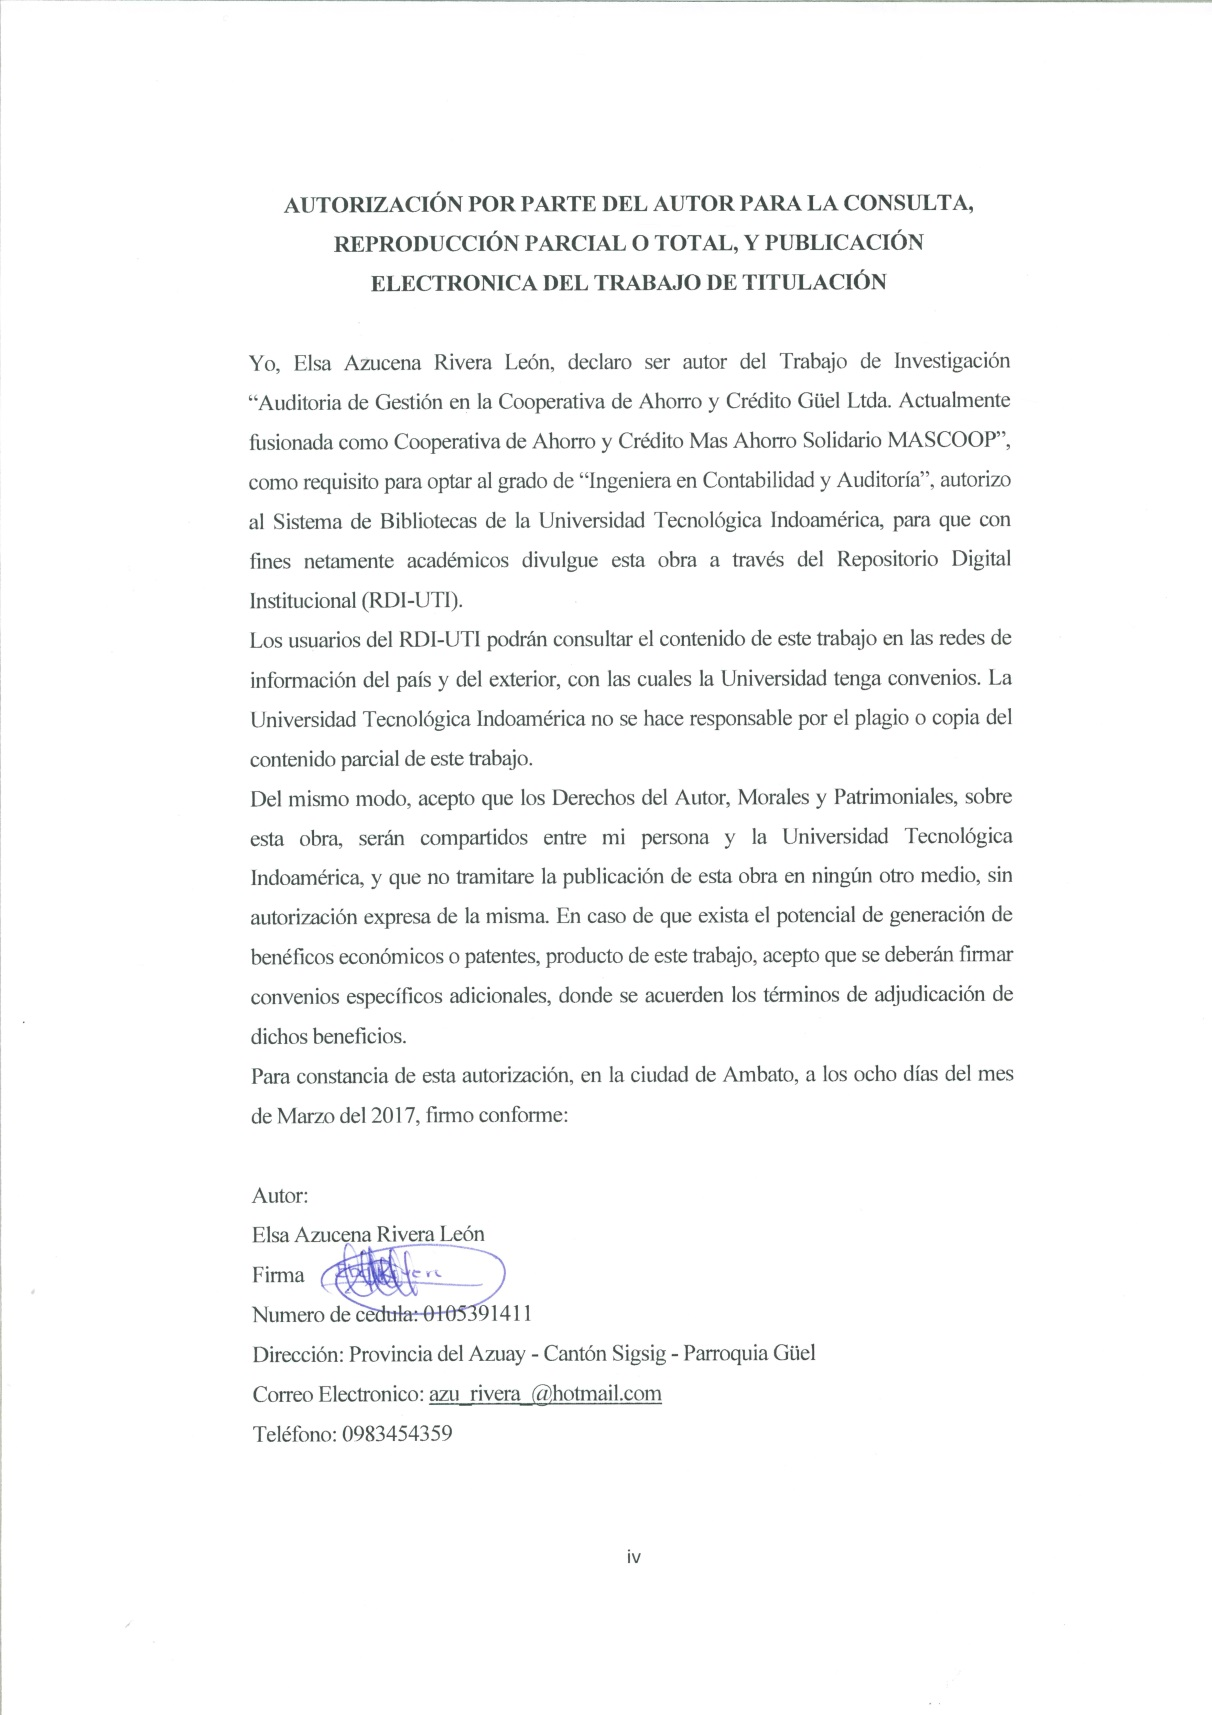 AUTORIZACIÓN POR PARTE DEL AUTOR PARA LA CONSULTA,
REPRODUCCIÓN PARCIAL O TOTAL, Y PUBLICACIÓN
ELECTRONICA DEL TRABAJO DE TITULACIÓN
Yo, Elsa Azucena Rivera León, declaro ser autor del Trabajo de Investigación
“Auditoria de Gestión en la Cooperativa de Ahorro y Crédito Güel Ltda. Actualmente
fusionada como Cooperativa de Ahorro y Crédito Mas Ahorro Solidario MASCOOP”,
como requisito para optar al grado de “Ingeniera en Contabilidad y Auditoría”, autorizo
al Sistema de Bibliotecas de la Universidad Tecnológica Indoamérica, para que con
fines netamente académicos divulgue esta obra a través del Repositorio Digital
Institucional (RDI-UTI).
Los usuarios del RDI-UTI podrán consultar el contenido de este trabajo en las redes de
información del país y del exterior, con las cuales la Universidad tenga convenios. La
Universidad Tecnológica Indoamérica no se hace responsable por el plagio o copia del
contenido parcial de este trabajo.
Del mismo modo, acepto que los Derechos del Autor, Morales y Patrimoniales, sobre
esta obra, serán compartidos entre mi persona y la Universidad Tecnológica
Indoamérica, y que no tramitare la publicación de esta obra en ningún otro medio, sin
autorización expresa de la misma. En caso de que exista el potencial de generación de
benéficos económicos o patentes, producto de este trabajo, acepto que se deberán firmar
convenios específicos adicionales, donde se acuerden los términos de adjudicación de
dichos beneficios.
Para constancia de esta autorización, en la ciudad de Ambato, a los ocho días del mes
de Marzo del 2017, firmo conforme:
Autor:
Elsa Azucena Rivera León
Firma
Numero de cedula: 0105391411
Dirección: Provincia del Azuay - Cantón Sigsig - Parroquia Güel
Correo Electronico: azu_rivera_@hotmail.com
Teléfono: 0983454359
iv